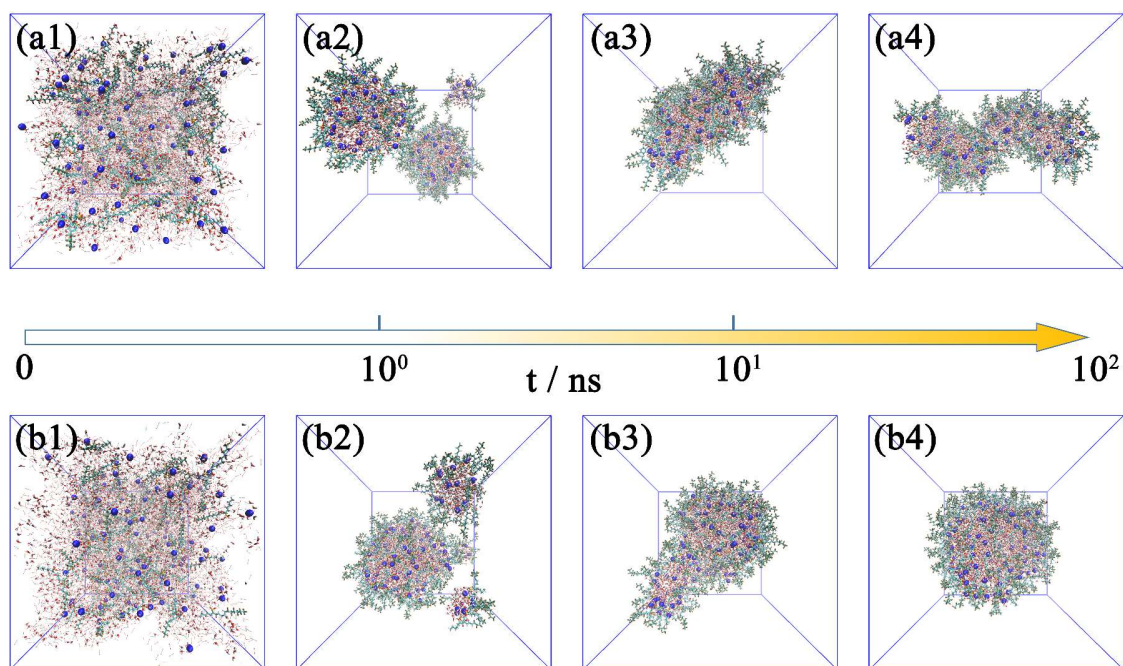 (a1) (a2) (a3) (a4)
0 10⁰ 10¹ 10²
t / ns
(b1) (b2) (b3) (b4)